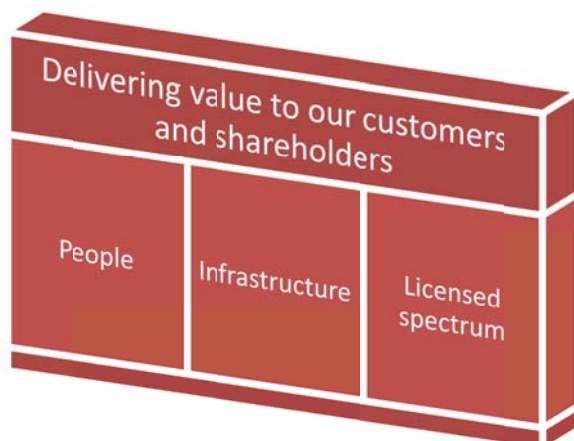 Delivering value to our customers
and shareholders
People
Infrastructure
Licensed
spectrum